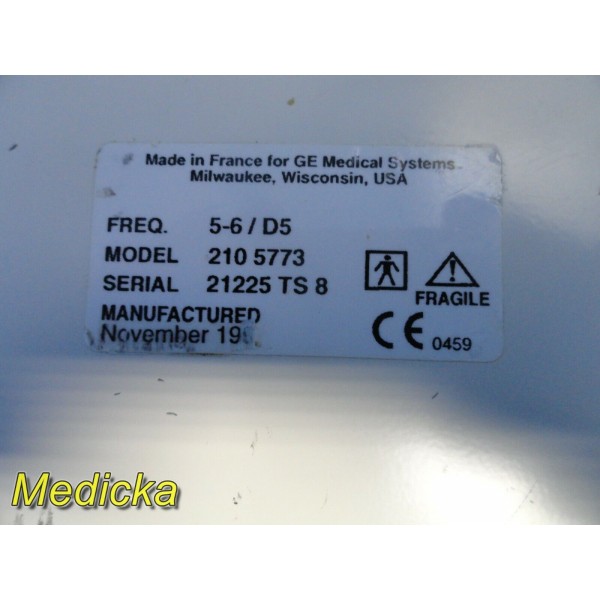 Made in France for GE Medical Systems
Milwaukee, Wisconsin, USA
FREQ. 5-6 / D5
MODEL 210 5773
SERIAL 21225 TS 8
FRAGILE
MANUFACTURED
November
CE 0459
Medicka